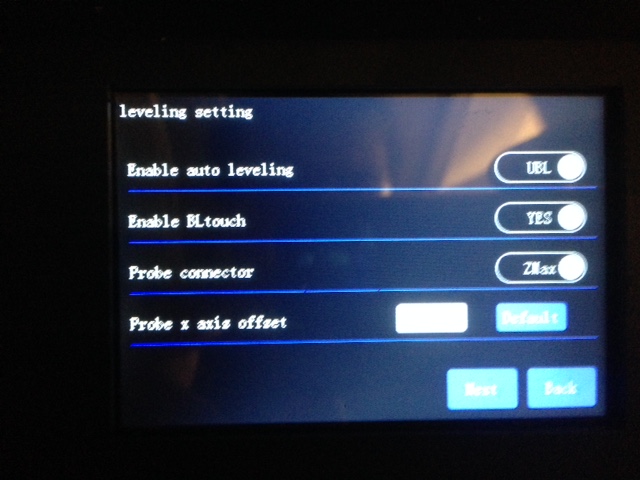 leveling setting
Enable auto leveling UBL
Enable BLtouch YES
Probe connector ZMax
Probe x axis offset Default
Next Back